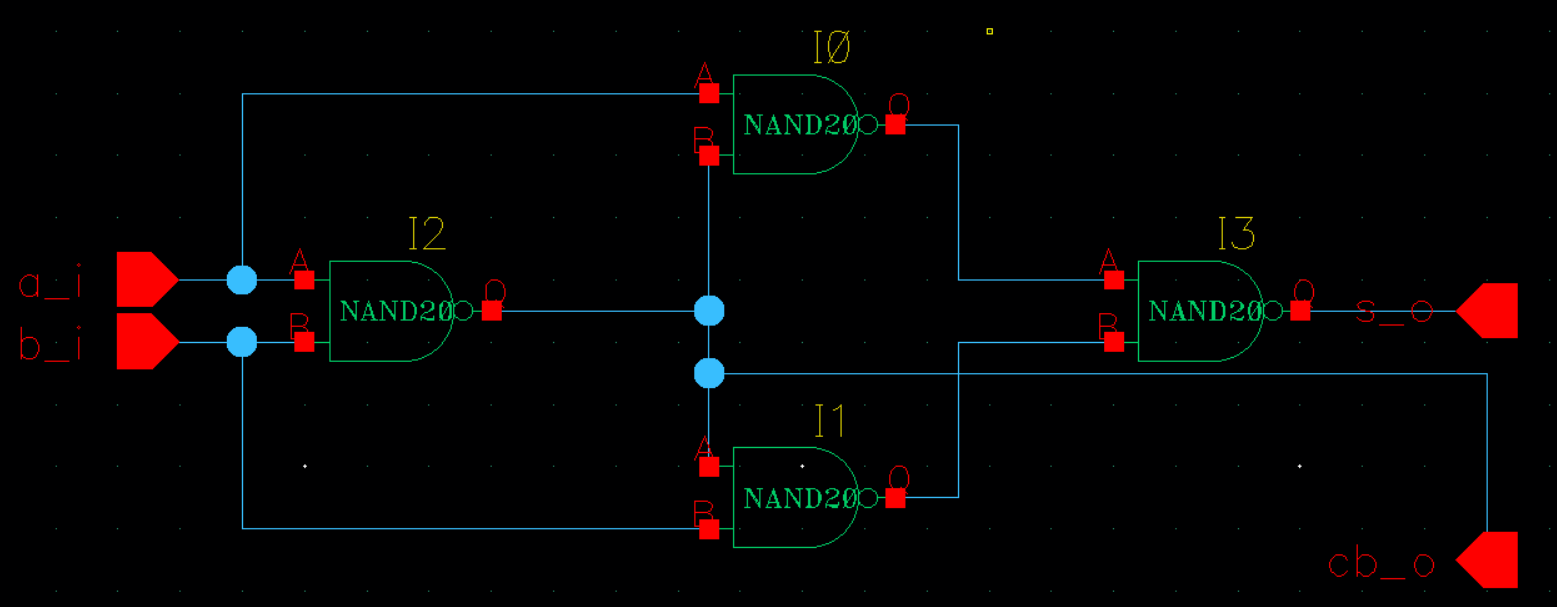 I0
A
NAND20
Q
B
I2
I3
a_i
A
NAND20
Q
A
NAND20
Q
s_o
b_i
B
B
I1
A
NAND20
Q
B
cb_o